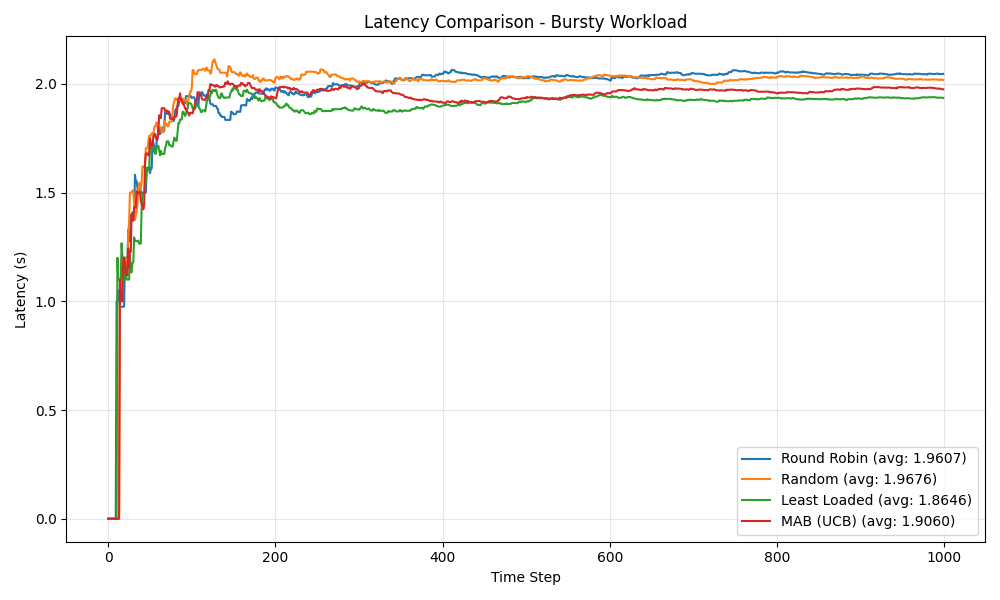 Latency Comparison - Bursty Workload
Latency (s)
2.0
1.5
1.0
0.5
0.0
0
200
400
600
800
1000
Time Step
Round Robin (avg: 1.9607)
Random (avg: 1.9676)
Least Loaded (avg: 1.8646)
MAB (UCB) (avg: 1.9060)